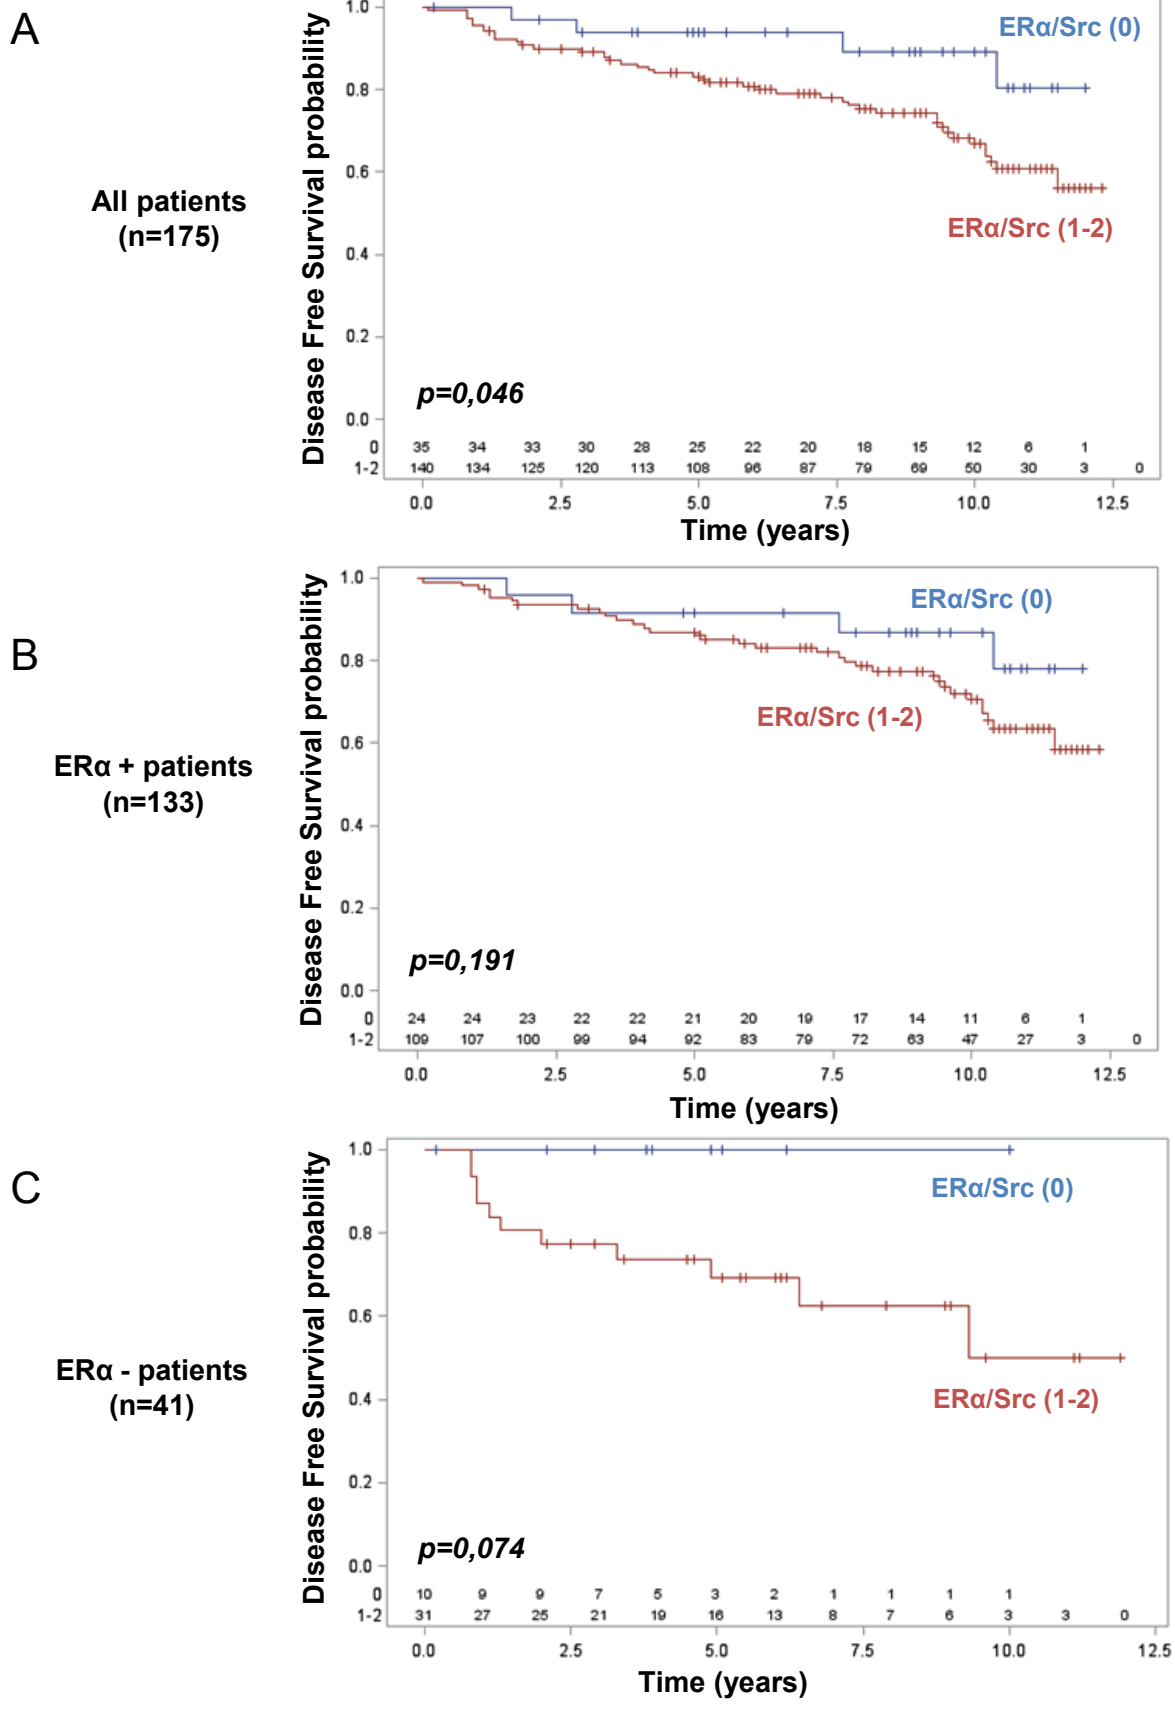 A
All patients
(n=175)
Disease Free Survival probability
1.0
0.8
0.6
0.4
0.2
0.0
ERα/Src (0)
ERα/Src (1-2)
p=0,046
0 35 34 33 30 28 25 22 20 18 15 12 6 1
1-2 140 134 125 120 113 108 96 87 79 69 50 30 3 0
0.0 2.5 5.0 7.5 10.0 12.5
Time (years)
B
ERα + patients
(n=133)
Disease Free Survival probability
1.0
0.8
0.6
0.4
0.2
0.0
ERα/Src (0)
ERα/Src (1-2)
p=0,191
0 24 24 23 22 22 21 20 19 17 14 11 6 1
1-2 109 107 100 99 94 92 83 79 72 63 47 27 3 0
0.0 2.5 5.0 7.5 10.0 12.5
Time (years)
C
ERα - patients
(n=41)
Disease Free Survival probability
1.0
0.8
0.6
0.4
0.2
0.0
ERα/Src (0)
ERα/Src (1-2)
p=0,074
0 10 9 9 7 5 3 2 1 1 1 1
1-2 31 27 25 21 19 16 13 8 7 6 3 3 0
0.0 2.5 5.0 7.5 10.0 12.5
Time (years)